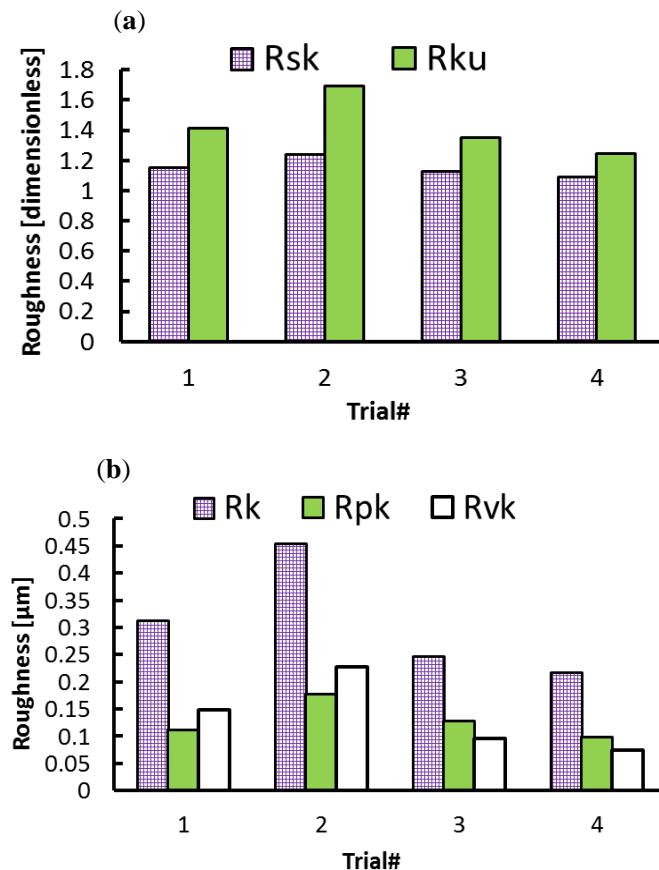 (a)
Rsk Rku
Roughness [dimensionless]
1.8
1.6
1.4
1.2
1
0.8
0.6
0.4
0.2
0
1 2 3 4
Trial#
(b)
Rk Rpk Rvk
Roughness [µm]
0.5
0.45
0.4
0.35
0.3
0.25
0.2
0.15
0.1
0.05
0
1 2 3 4
Trial#